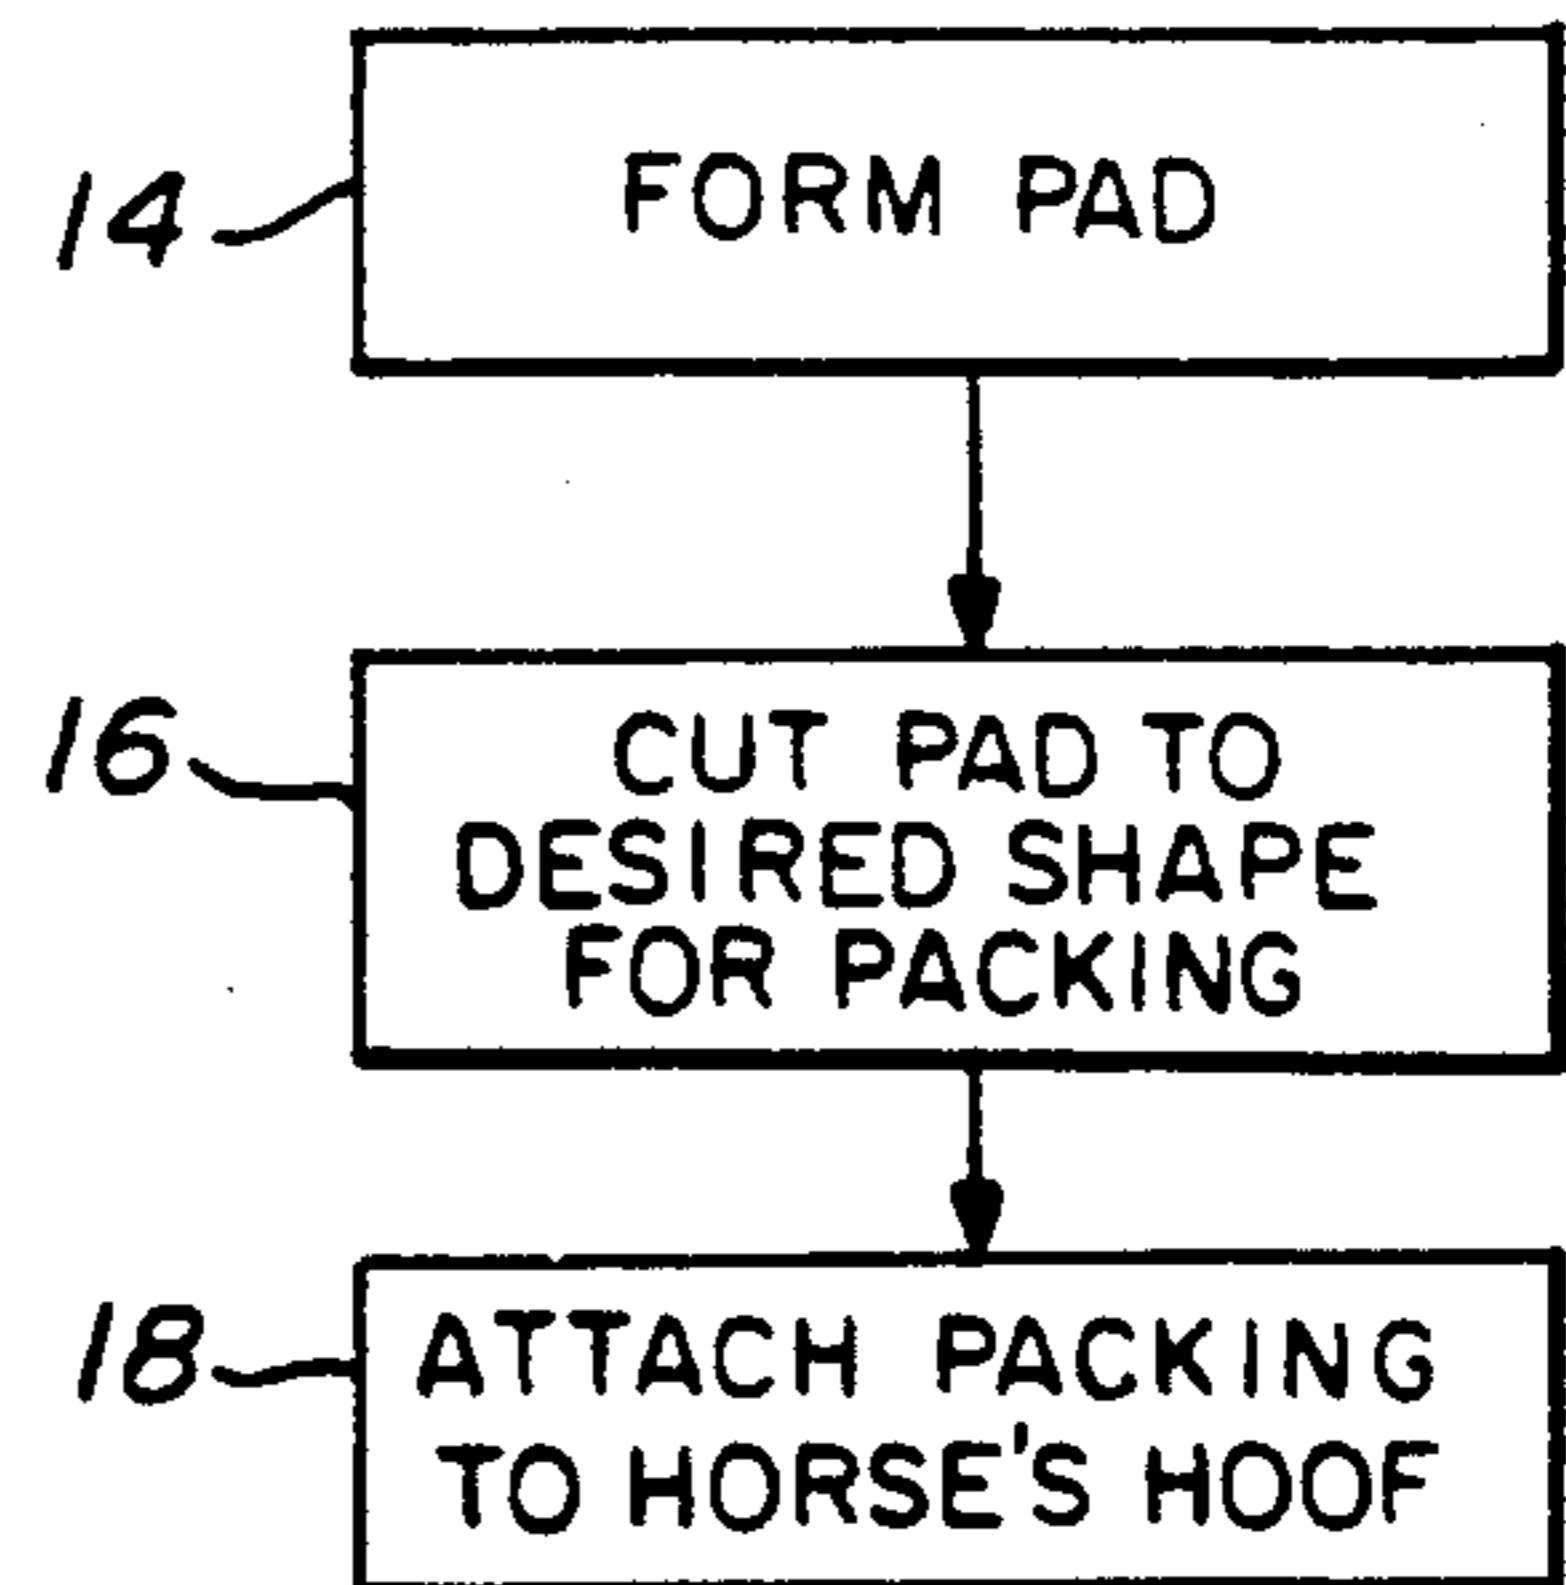 14
FORM PAD
16
CUT PAD TO
DESIRED SHAPE
FOR PACKING
18
ATTACH PACKING
TO HORSE'S HOOF